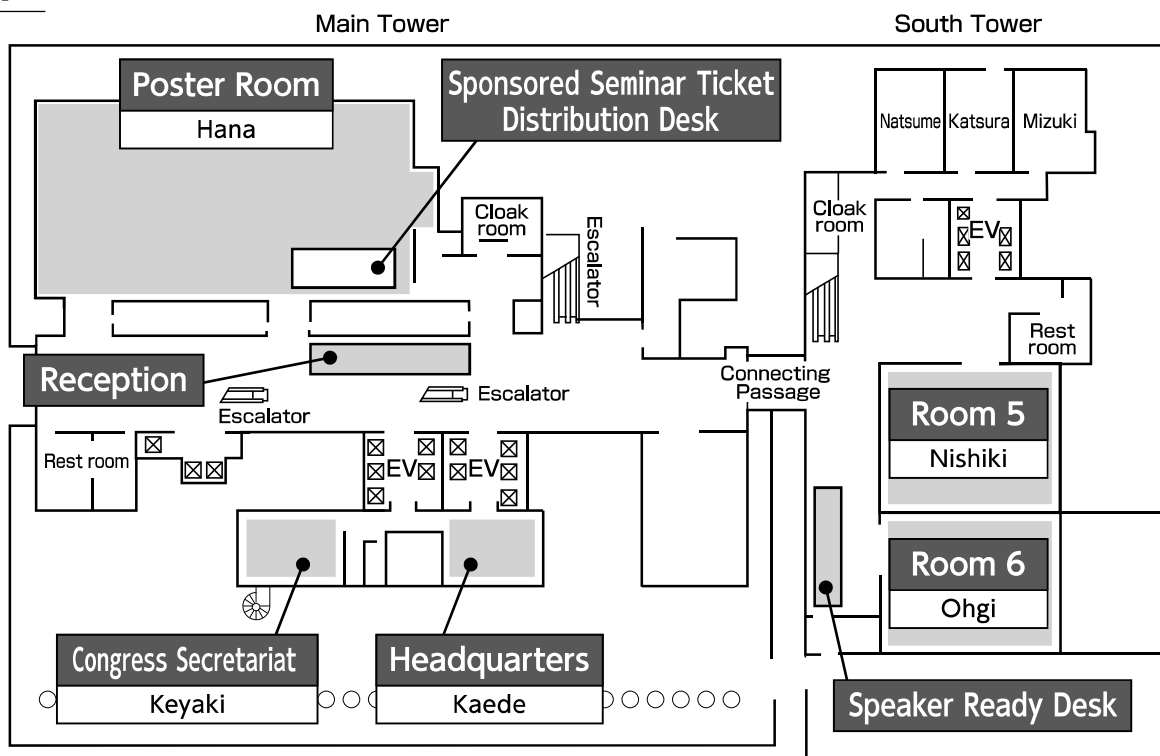 Main Tower
South Tower
Poster Room
Hana
Sponsored Seminar Ticket
Distribution Desk
Natsume
Katsura
Mizuki
Cloak
room
Escalator
Cloak
room
EV
Rest
room
Reception
Escalator
Escalator
Connecting
Passage
Room 5
Nishiki
Rest room
EV
EV
Room 6
Ohgi
Congress Secretariat
Keyaki
Headquarters
Kaede
Speaker Ready Desk